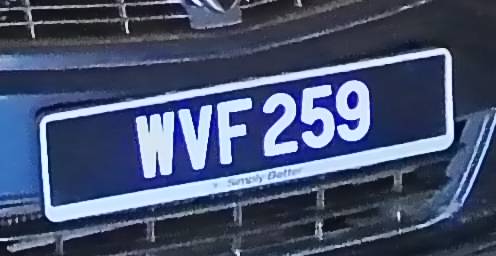 WVF 259
Simply Better